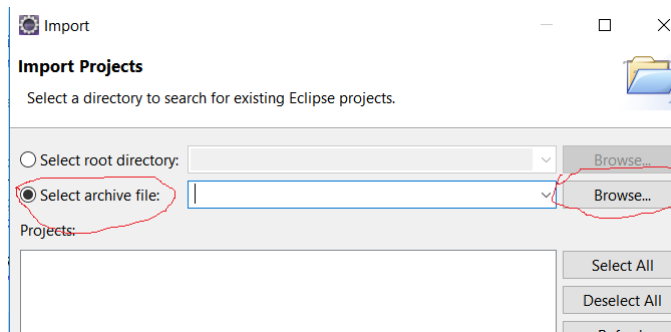 Import
Import Projects
Select a directory to search for existing Eclipse projects.
Select root directory:
Browse...
Select archive file:
Browse...
Projects:
Select All
Deselect All